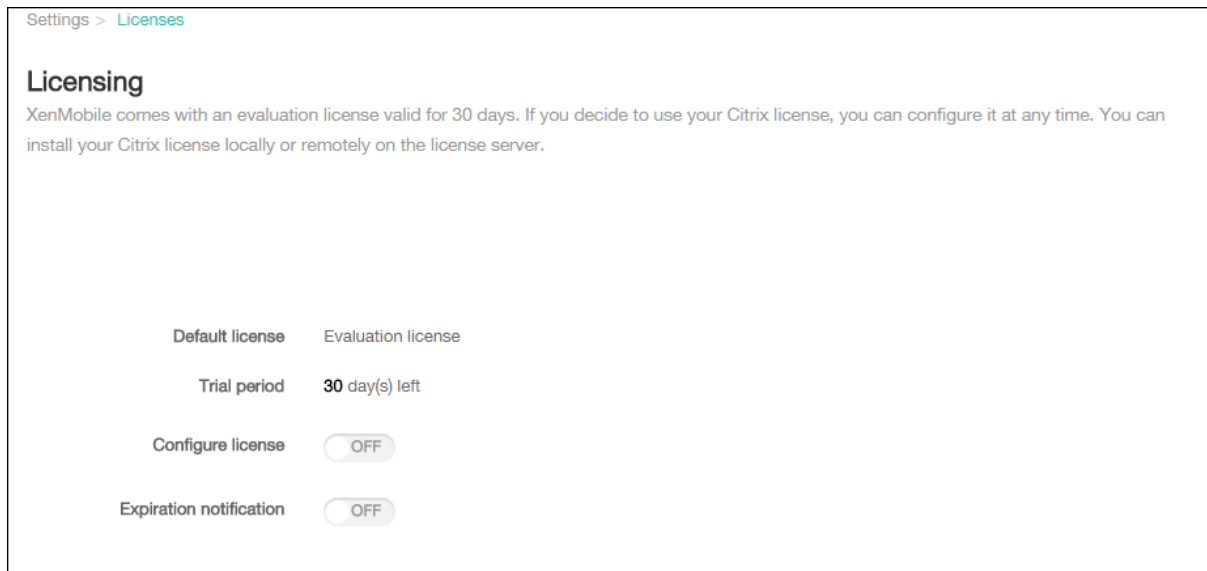 Settings > Licenses
Licensing
XenMobile comes with an evaluation license valid for 30 days. If you decide to use your Citrix license, you can configure it at any time. You can
install your Citrix license locally or remotely on the license server.
Default license Evaluation license
Trial period 30 day(s) left
Configure license OFF
Expiration notification OFF